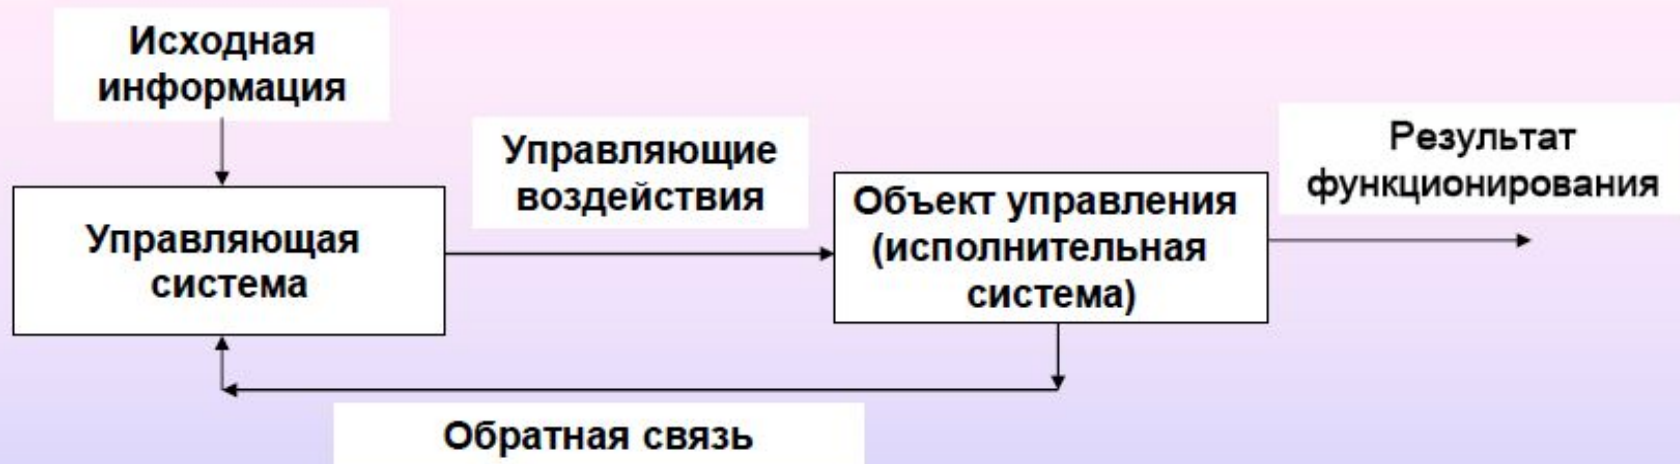 Исходная
информация
Управляющие
воздействия
Результат
функционирования
Управляющая
система
Объект управления
(исполнительная
система)
Обратная связь